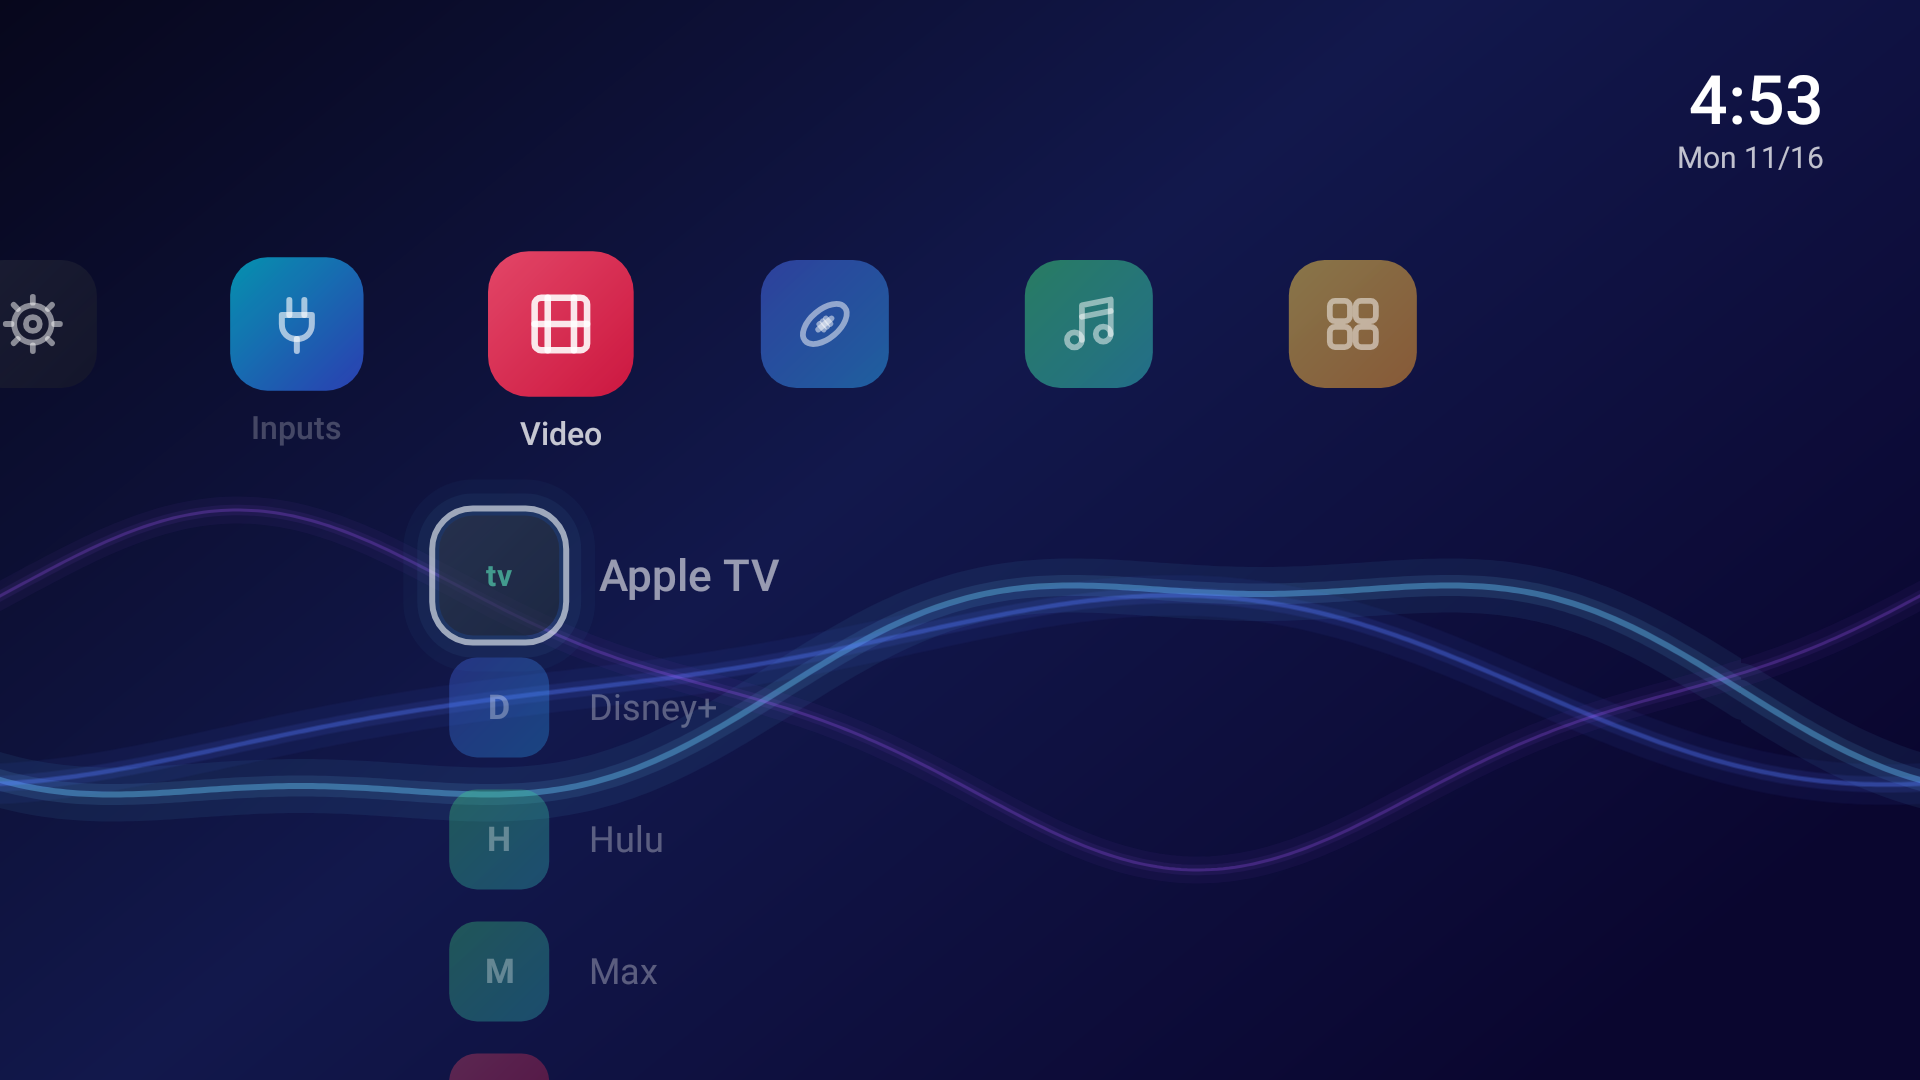 4:53
Mon 11/16
Inputs
Video
tv Apple TV
D Disney+
H Hulu
M Max